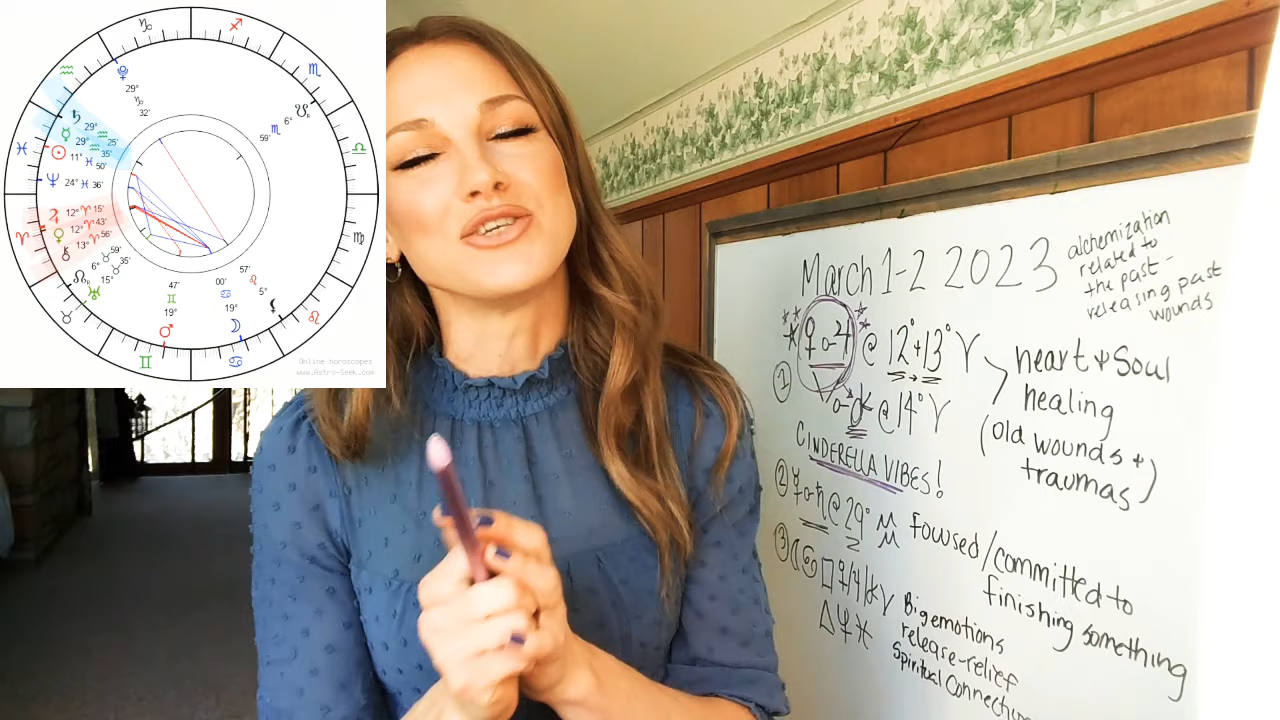 29°
♑
32'
6°
♏
59'
29° ♒ 25'
29° ♒ 35'
11° ♓ 50'
24° ♓ 36'
12° ♈ 15'
12° ♈ 43'
13° ♈ 56'
6° ♉ 59'
15° ♉ 35'
47'
♊
19°
00'
♋
19°
57'
♌
5°
Online horoscopes
www.Astro-Seek.com
March 1-2 2023
alchemization
related to
the past -
releasing past
wounds
① ♀☌♃ @ 12°+13° ♈
☌⚷ @ 14° ♈
heart + Soul
healing
(old wounds +
traumas)
CINDERELLA VIBES!
② ☿☌♄ @ 29° ♒ Focused/committed to
finishing something
③ ☽♋ □ ♀/♃/⚷ ♈
△ ♆ ♓
Big emotions
release-relief
Spiritual Connection